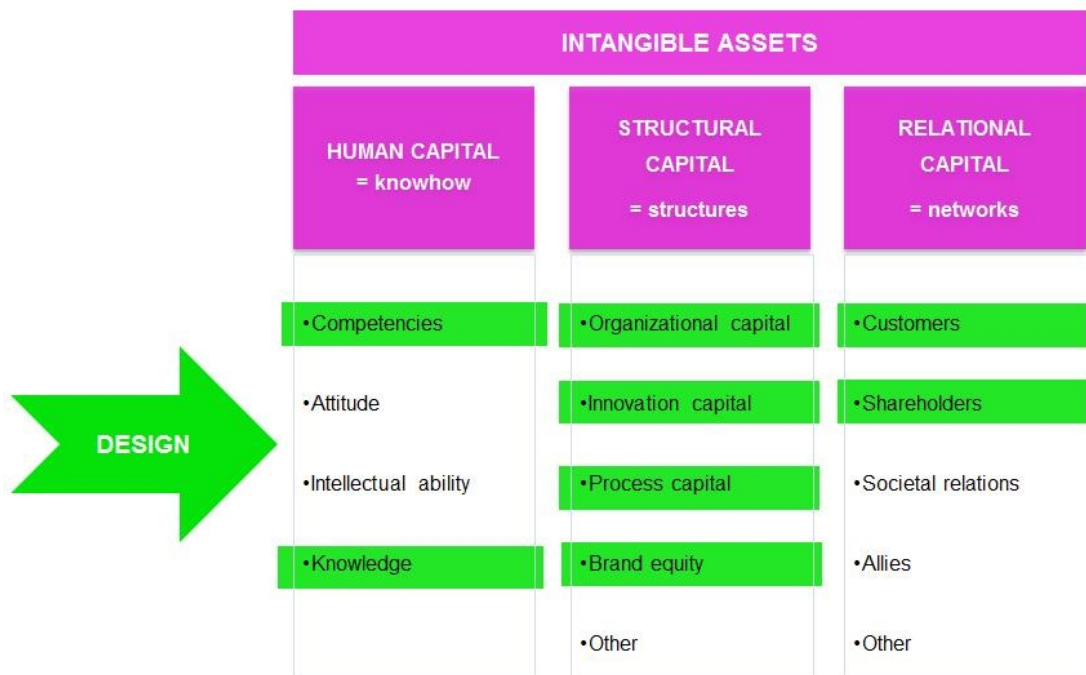 INTANGIBLE ASSETS
HUMAN CAPITAL
= knowhow
STRUCTURAL
CAPITAL
= structures
RELATIONAL
CAPITAL
= networks
DESIGN
•Competencies
•Attitude
•Intellectual ability
•Knowledge
•Organizational capital
•Innovation capital
•Process capital
•Brand equity
•Other
•Customers
•Shareholders
•Societal relations
•Allies
•Other